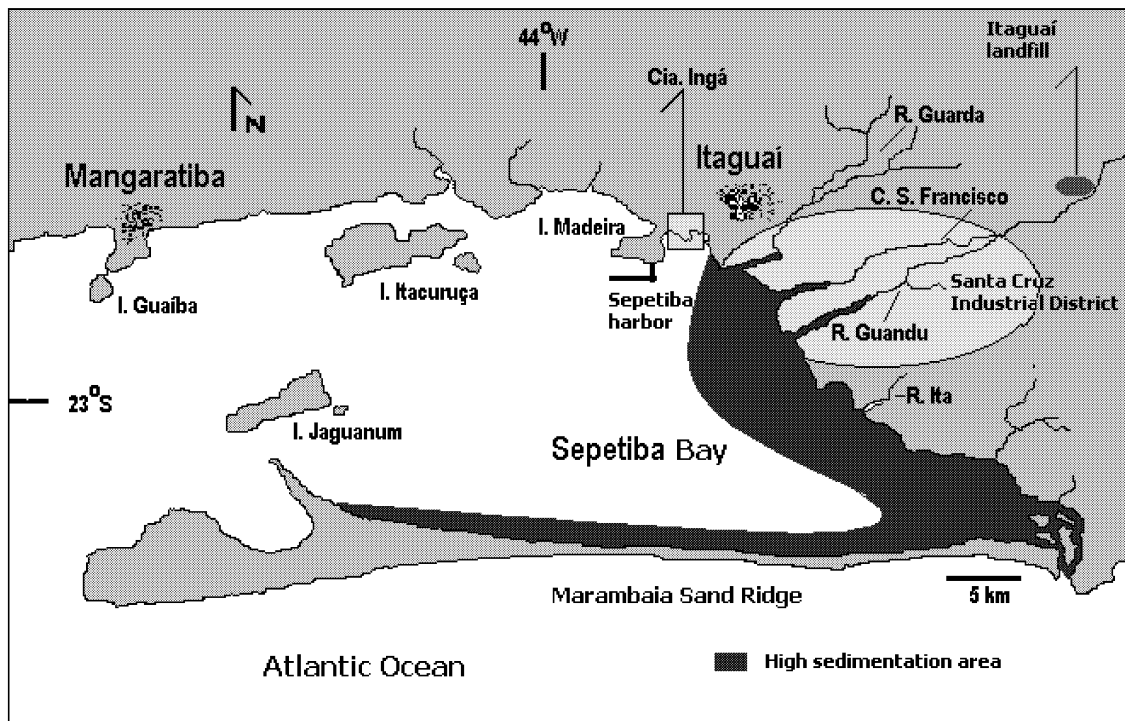 44°W
Itaguaí
landfill
Cia. Ingá
N
R. Guarda
Mangaratiba
Itaguaí
C. S. Francisco
I. Madeira
I. Guaíba
I. Itacuruça
Sepetiba
harbor
Santa Cruz
Industrial District
R. Guandu
23°S
R. Ita
I. Jaguanum
Sepetiba Bay
Marambaia Sand Ridge
5 km
Atlantic Ocean
High sedimentation area